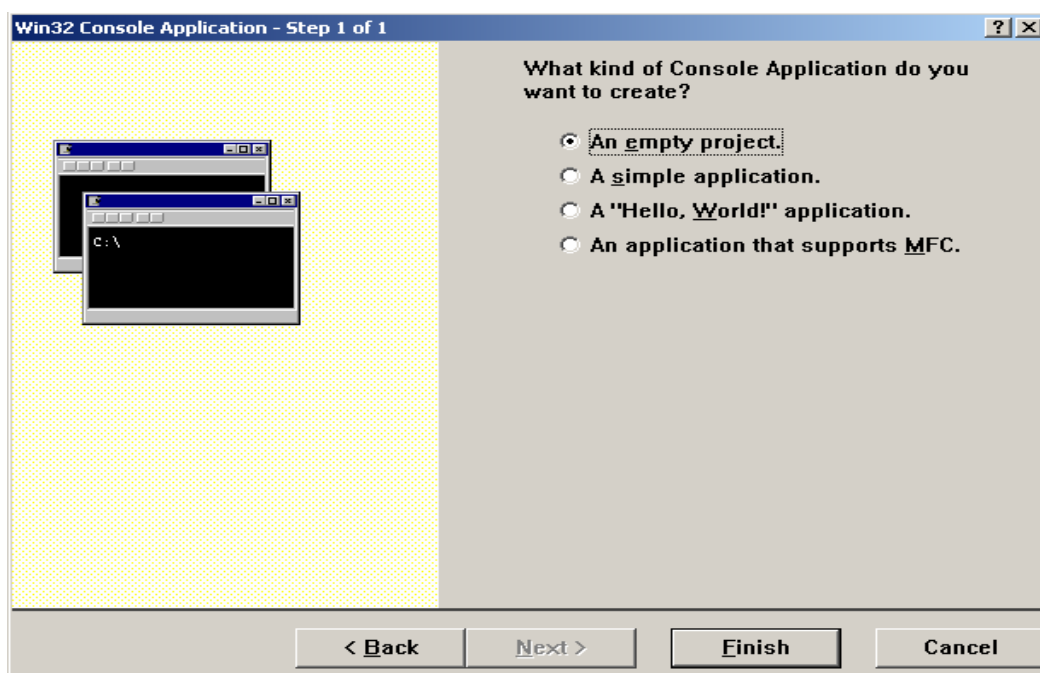 Win32 Console Application - Step 1 of 1
What kind of Console Application do you
want to create?
An empty project.
A simple application.
A "Hello, World!" application.
An application that supports MFC.
C:\
< Back
Next >
Finish
Cancel